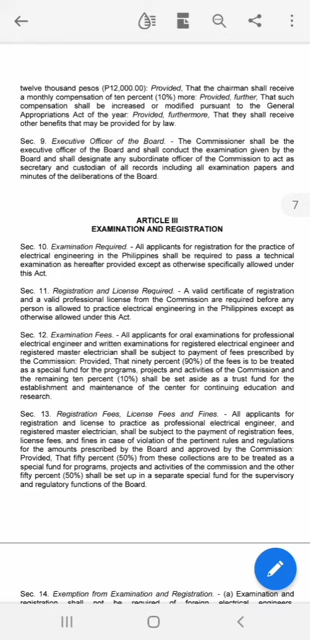 twelve thousand pesos (P12,000.00): Provided, That the chairman shall receive
a monthly compensation of ten percent (10%) more: Provided, further, That such
compensation shall be increased or modified pursuant to the General
Appropriations Act of the year: Provided, furthermore, That they shall receive
other benefits that may be provided for by law.
Sec. 9. Executive Officer of the Board. - The Commissioner shall be the
executive officer of the Board and shall conduct the examination given by the
Board and shall designate any subordinate officer of the Commission to act as
secretary and custodian of all records including all examination papers and
minutes of the deliberations of the Board.
7
ARTICLE III
EXAMINATION AND REGISTRATION
Sec. 10. Examination Required. - All applicants for registration for the practice of
electrical engineering in the Philippines shall be required to pass a technical
examination as hereafter provided except as otherwise specifically allowed under
this Act.
Sec. 11. Registration and License Required. - A valid certificate of registration
and a valid professional license from the Commission are required before any
person is allowed to practice electrical engineering in the Philippines except as
otherwise allowed under this Act.
Sec. 12. Examination Fees. - All applicants for oral examinations for professional
electrical engineer and written examinations for registered electrical engineer and
registered master electrician shall be subject to payment of fees prescribed by
the Commission: Provided, That ninety percent (90%) of the fees is to be treated
as a special fund for the programs, projects and activities of the Commission and
the remaining ten percent (10%) shall be set aside as a trust fund for the
establishment and maintenance of the center for continuing education and
research.
Sec. 13. Registration Fees, License Fees and Fines. - All applicants for
registration and license to practice as professional electrical engineer, and
registered master electrician, shall be subject to the payment of registration fees,
license fees, and fines in case of violation of the pertinent rules and regulations
for the amounts prescribed by the Board and approved by the Commission:
Provided, That fifty percent (50%) from these collections are to be treated as a
special fund for programs, projects and activities of the commission and the other
fifty percent (50%) shall be set up in a separate special fund for the supervisory
and regulatory functions of the Board.
Sec. 14. Exemption from Examination and Registration. - (a) Examination and
registration shall not be required of foreign electrical engineers,